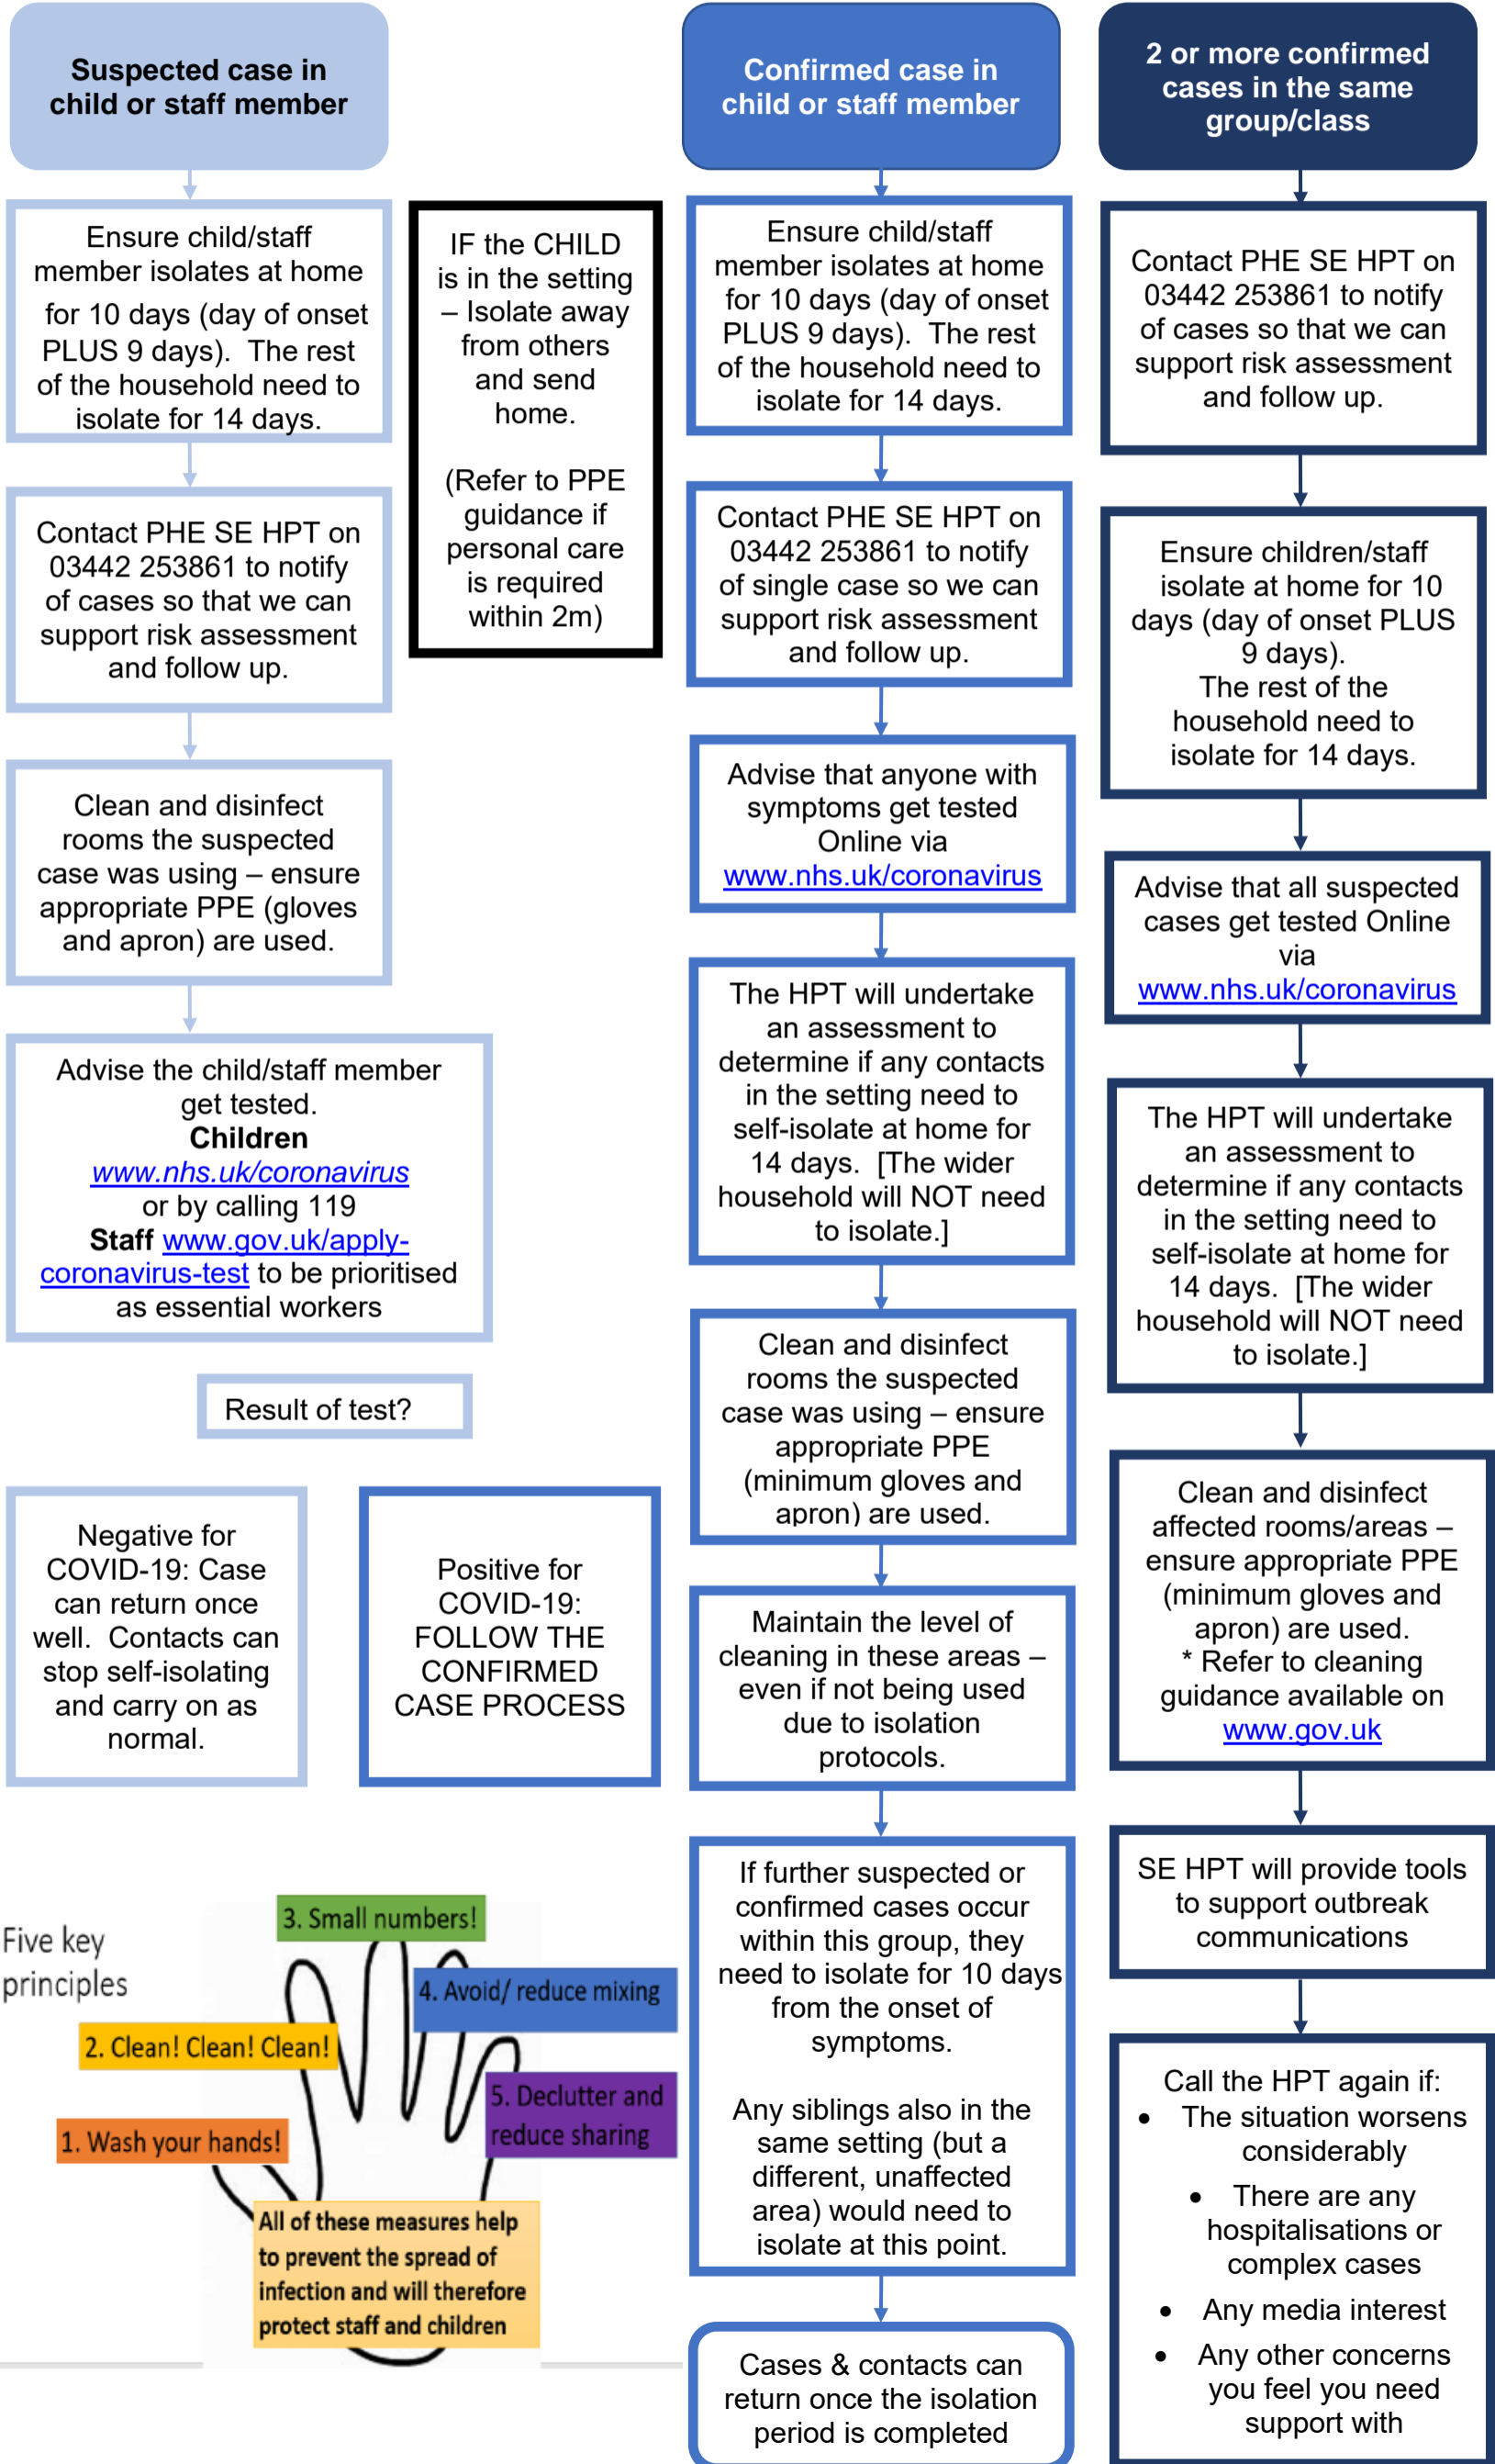 Suspected case in
child or staff member
Ensure child/staff
member isolates at home
for 10 days (day of onset
PLUS 9 days). The rest
of the household need to
isolate for 14 days.
Contact PHE SE HPT on
03442 253861 to notify
of cases so that we can
support risk assessment
and follow up.
Clean and disinfect
rooms the suspected
case was using – ensure
appropriate PPE (gloves
and apron) are used.
Advise the child/staff member
get tested.
Children
www.nhs.uk/coronavirus
or by calling 119
Staff www.gov.uk/apply-
coronavirus-test to be prioritised
as essential workers
Result of test?
Negative for
COVID-19: Case
can return once
well. Contacts can
stop self-isolating
and carry on as
normal.
Positive for
COVID-19:
FOLLOW THE
CONFIRMED
CASE PROCESS
IF the CHILD
is in the setting
– Isolate away
from others
and send
home.
(Refer to PPE
guidance if
personal care
is required
within 2m)
Confirmed case in
child or staff member
Ensure child/staff
member isolates at home
for 10 days (day of onset
PLUS 9 days). The rest
of the household need to
isolate for 14 days.
Contact PHE SE HPT on
03442 253861 to notify
of single case so we can
support risk assessment
and follow up.
Advise that anyone with
symptoms get tested
Online via
www.nhs.uk/coronavirus
The HPT will undertake
an assessment to
determine if any contacts
in the setting need to
self-isolate at home for
14 days. [The wider
household will NOT need
to isolate.]
Clean and disinfect
rooms the suspected
case was using – ensure
appropriate PPE
(minimum gloves and
apron) are used.
Maintain the level of
cleaning in these areas –
even if not being used
due to isolation
protocols.
If further suspected or
confirmed cases occur
within this group, they
need to isolate for 10 days
from the onset of
symptoms.
Any siblings also in the
same setting (but a
different, unaffected
area) would need to
isolate at this point.
Cases & contacts can
return once the isolation
period is completed
2 or more confirmed
cases in the same
group/class
Contact PHE SE HPT on
03442 253861 to notify
of cases so that we can
support risk assessment
and follow up.
Ensure children/staff
isolate at home for 10
days (day of onset PLUS
9 days).
The rest of the
household need to
isolate for 14 days.
Advise that all suspected
cases get tested Online
via
www.nhs.uk/coronavirus
The HPT will undertake
an assessment to
determine if any contacts
in the setting need to
self-isolate at home for
14 days. [The wider
household will NOT need
to isolate.]
Clean and disinfect
affected rooms/areas –
ensure appropriate PPE
(minimum gloves and
apron) are used.
* Refer to cleaning
guidance available on
www.gov.uk
SE HPT will provide tools
to support outbreak
communications
Call the HPT again if:
• The situation worsens
considerably
• There are any
hospitalisations or
complex cases
• Any media interest
• Any other concerns
you feel you need
support with
Five key
principles
1. Wash your hands!
2. Clean! Clean! Clean!
3. Small numbers!
4. Avoid/ reduce mixing
5. Declutter and
reduce sharing
All of these measures help
to prevent the spread of
infection and will therefore
protect staff and children